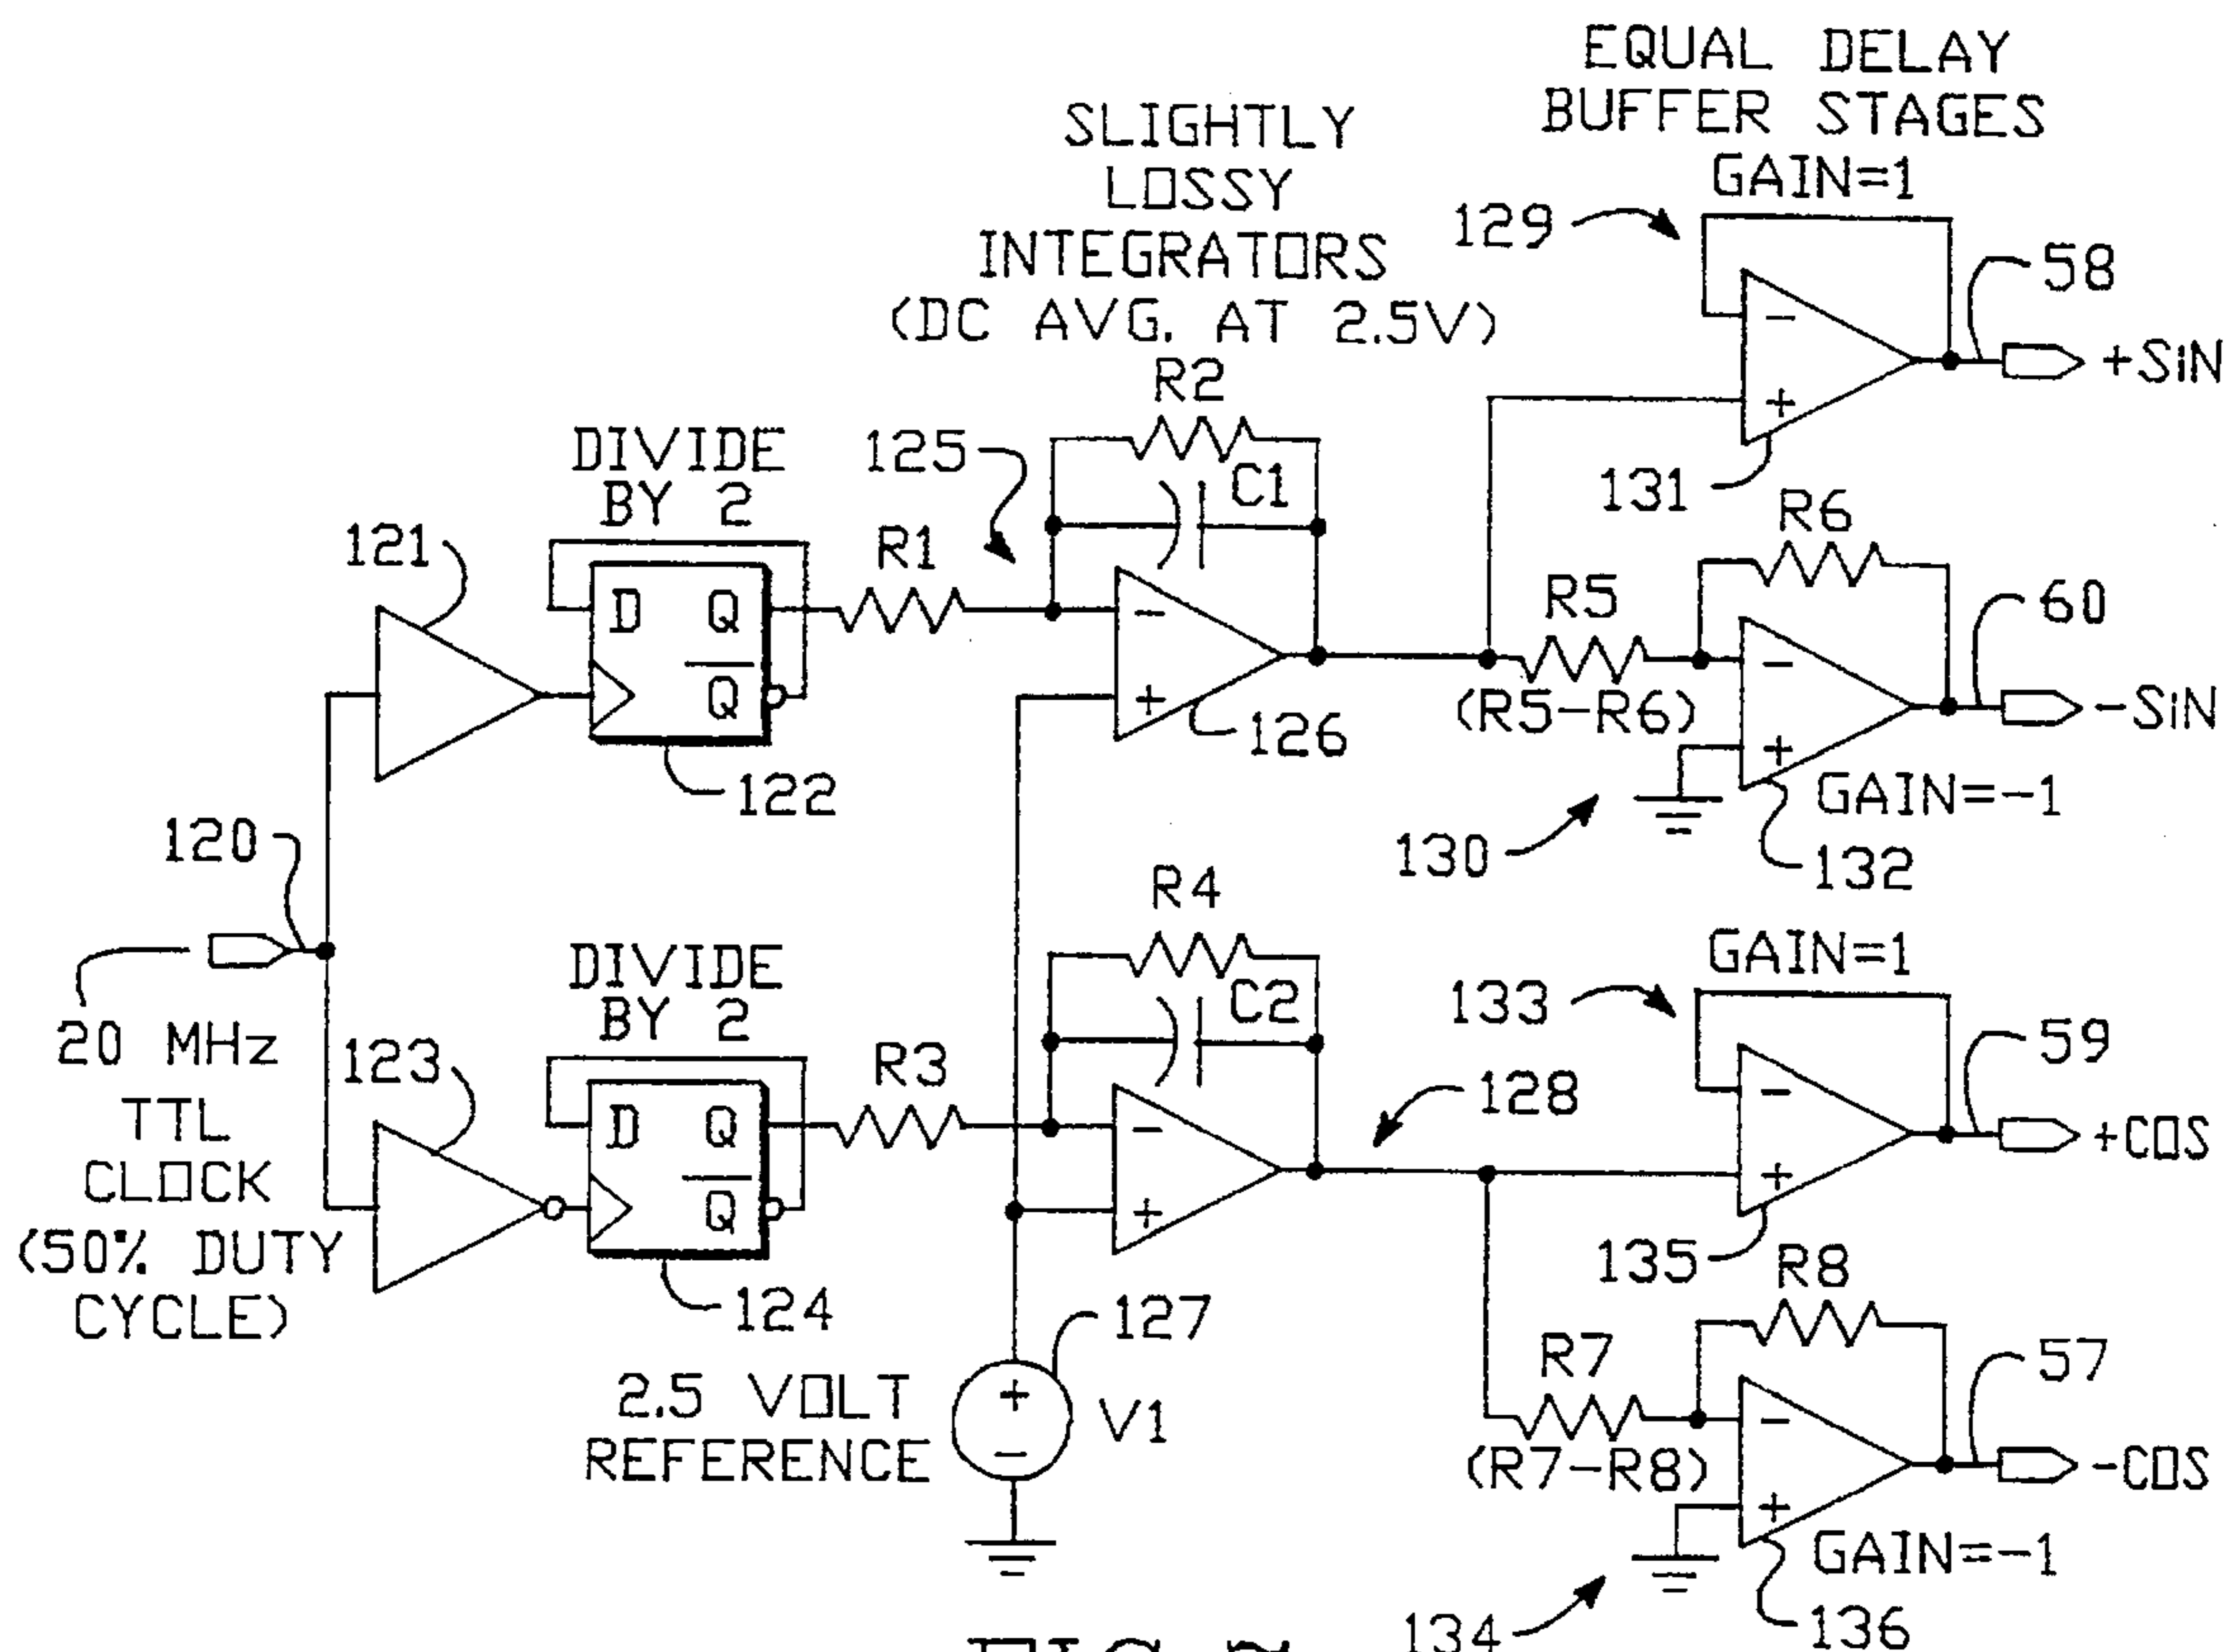 EQUAL DELAY
BUFFER STAGES
GAIN=1
SLIGHTLY
LOSSY
INTEGRATORS
(DC AVG. AT 2.5V)
129
58
−
+
+SiN
131
R2
C1
125
DIVIDE
BY 2
R1
121
D
Q
Q
122
−
+
126
R5
(R5-R6)
R6
60
−
+
-SiN
GAIN=-1
130
132
120
20 MHz
TTL
CLOCK
(50% DUTY
CYCLE)
123
DIVIDE
BY 2
D
Q
Q
124
R3
R4
C2
−
+
128
GAIN=1
133
59
−
+
+COS
135
127
2.5 VOLT
REFERENCE
+
−
V1
R7
(R7-R8)
R8
57
−
+
-COS
GAIN=-1
134
136